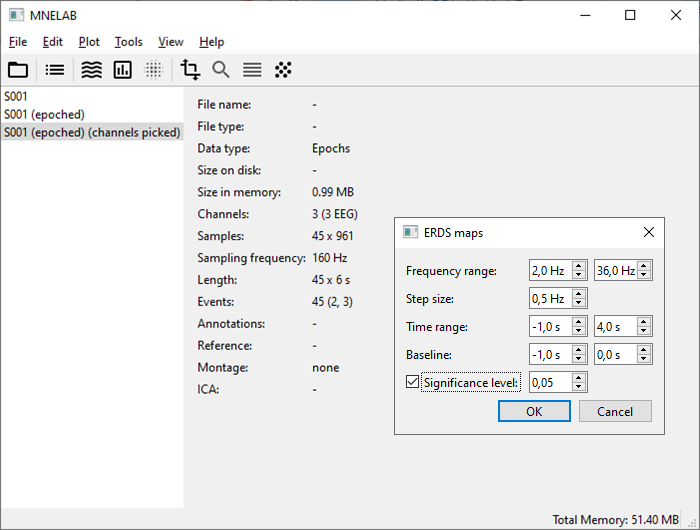 MNELAB
File Edit Plot Tools View Help
S001
S001 (epoched)
S001 (epoched) (channels picked)
File name: -
File type: -
Data type: Epochs
Size on disk: -
Size in memory: 0.99 MB
Channels: 3 (3 EEG)
Samples: 45 x 961
Sampling frequency: 160 Hz
Length: 45 x 6 s
Events: 45 (2, 3)
Annotations: -
Reference: -
Montage: none
ICA: -
ERDS maps
Frequency range: 2,0 Hz 36,0 Hz
Step size: 0,5 Hz
Time range: -1,0 s 4,0 s
Baseline: -1,0 s 0,0 s
Significance level: 0,05
OK Cancel
Total Memory: 51.40 MB